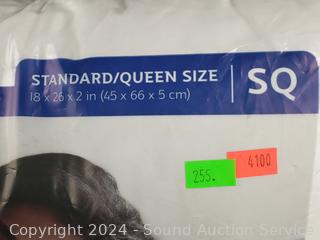 STANDARD/QUEEN SIZE
18 x 26 x 2 in (45 x 66 x 5 cm)
SQ
255.
4100
Copyright 2024 - Sound Auction Service